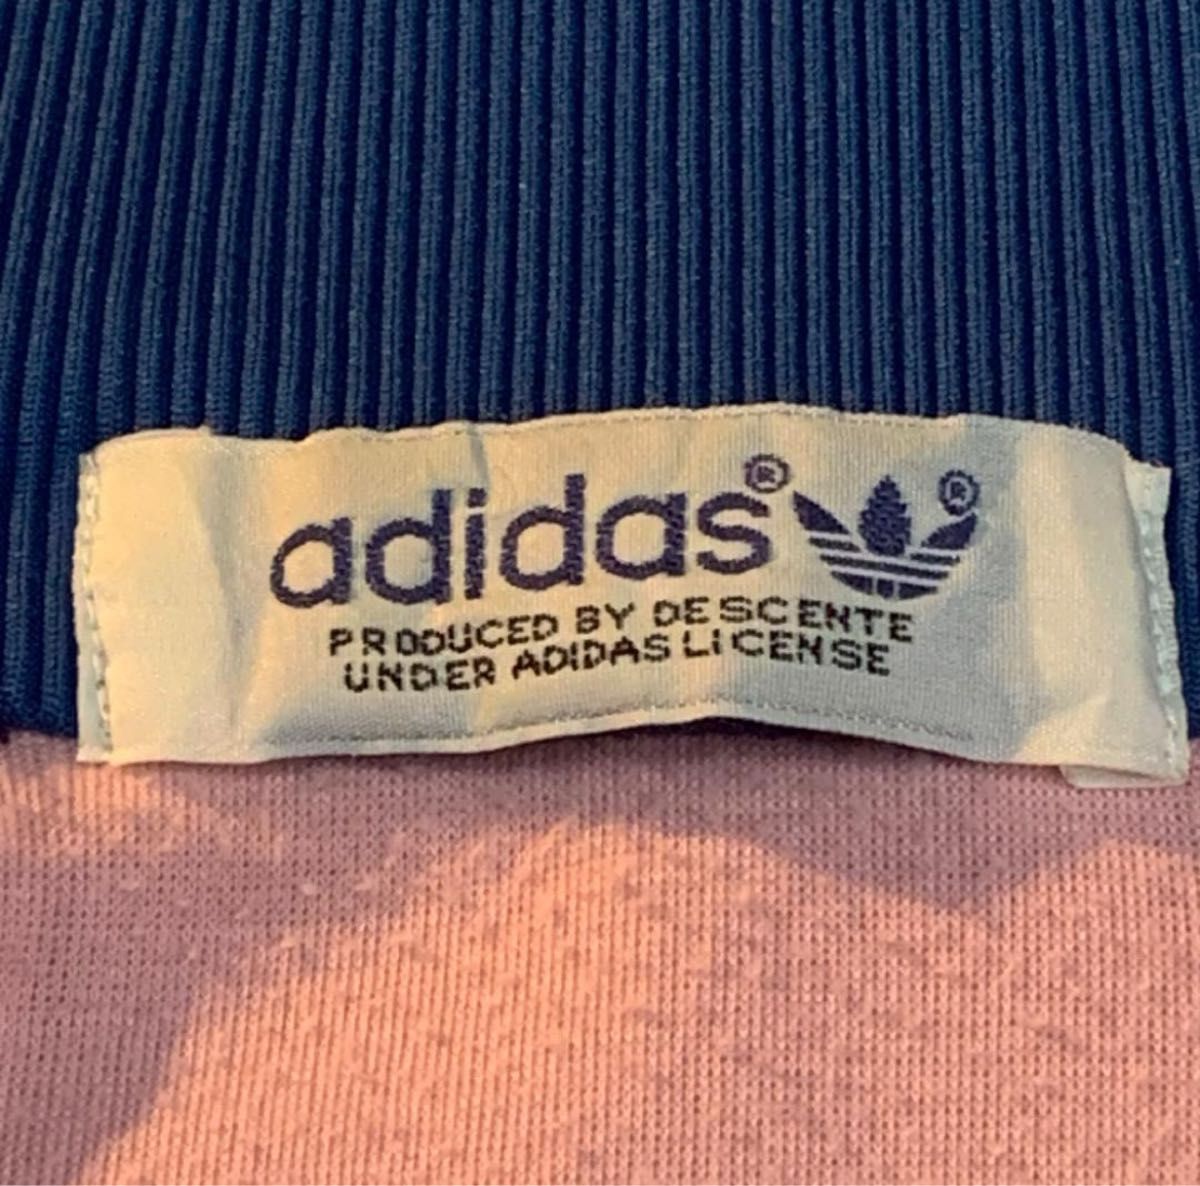 adidas®®
PRODUCED BY DESCENTE
UNDER ADIDAS LICENSE